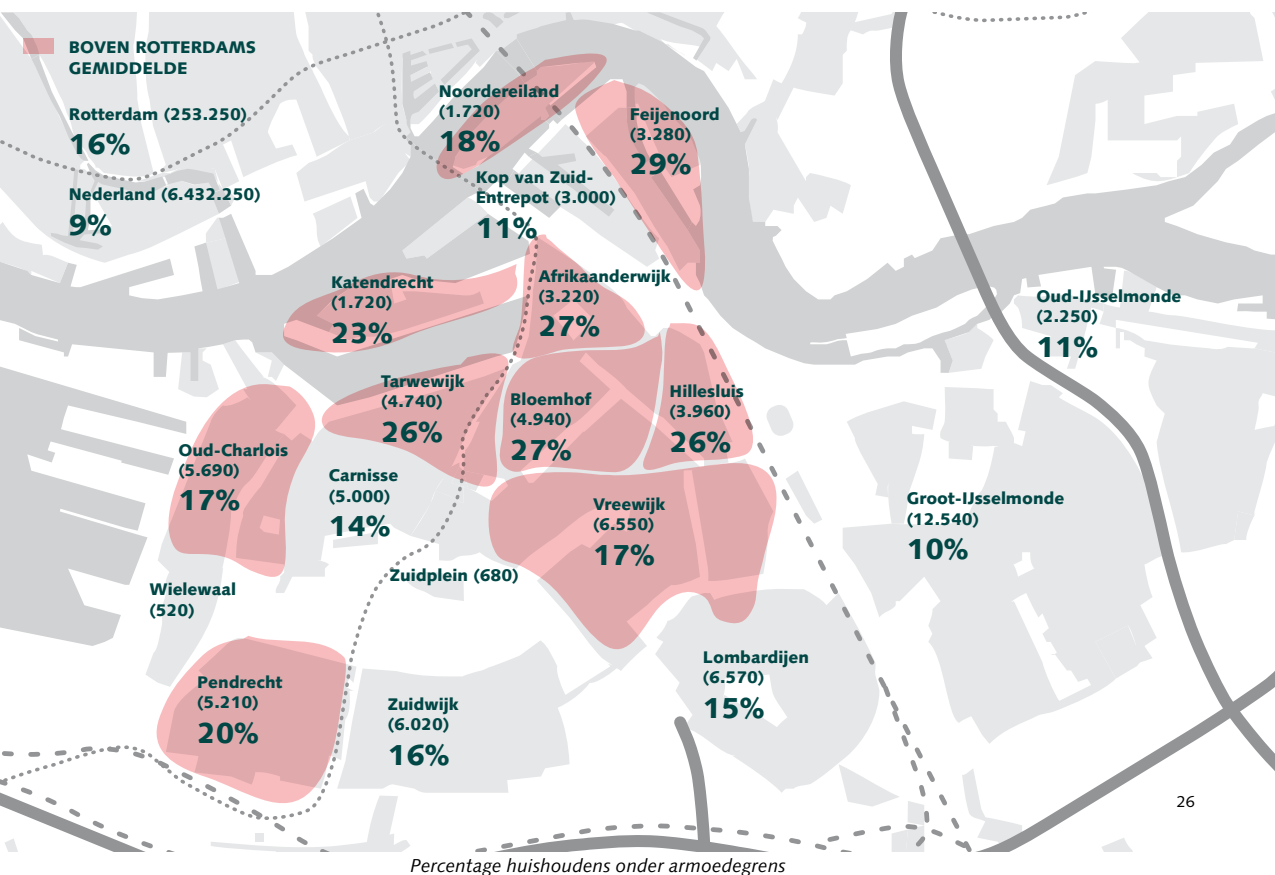 BOVEN ROTTERDAMS
GEMIDDELDE
Rotterdam (253.250)
16%
Nederland (6.432.250)
9%
Noordereiland
(1.720)
18%
Feijenoord
(3.280)
29%
Kop van Zuid-
Entrepot (3.000)
11%
Katendrecht
(1.720)
23%
Afrikaanderwijk
(3.220)
27%
Oud-IJsselmonde
(2.250)
11%
Tarwewijk
(4.740)
26%
Bloemhof
(4.940)
27%
Hillesluis
(3.960)
26%
Oud-Charlois
(5.690)
17%
Carnisse
(5.000)
14%
Vreewijk
(6.550)
17%
Groot-IJsselmonde
(12.540)
10%
Zuidplein (680)
Wielewaal
(520)
Pendrecht
(5.210)
20%
Zuidwijk
(6.020)
16%
Lombardijen
(6.570)
15%
26
Percentage huishoudens onder armoedegrens